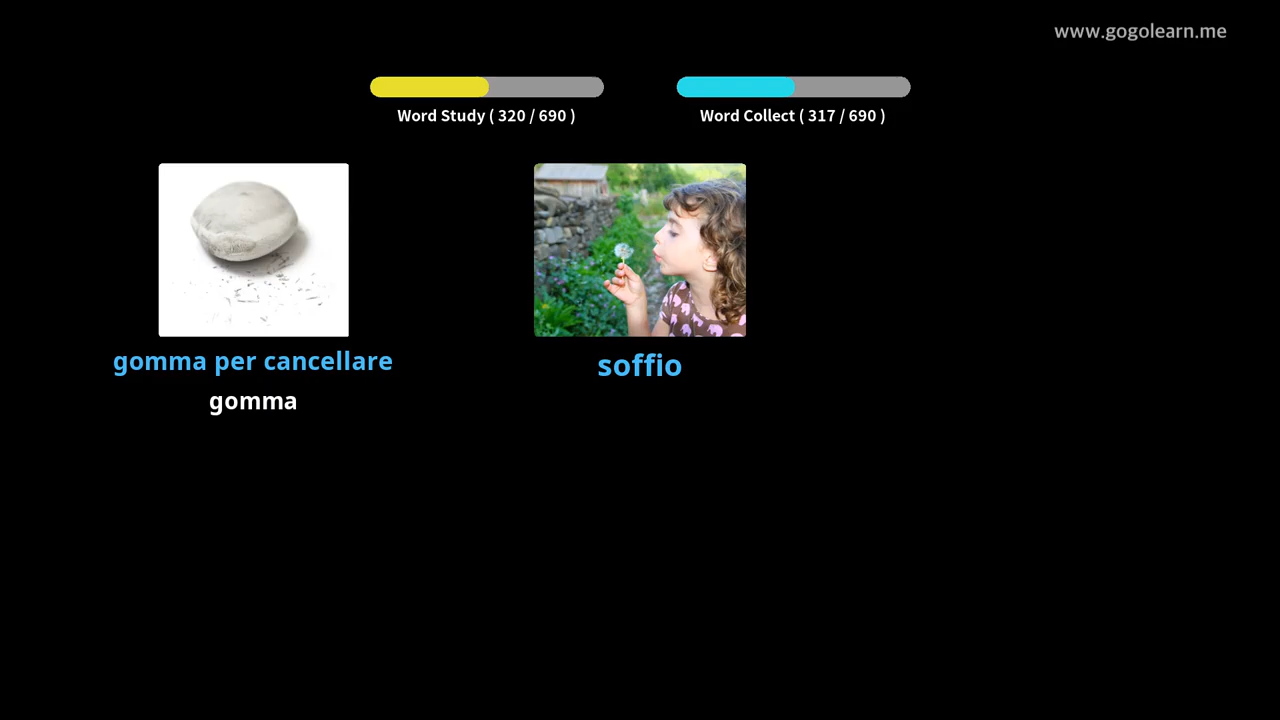 www.gogolearn.me
Word Study ( 320 / 690 )
Word Collect ( 317 / 690 )
gomma per cancellare
gomma
soffio